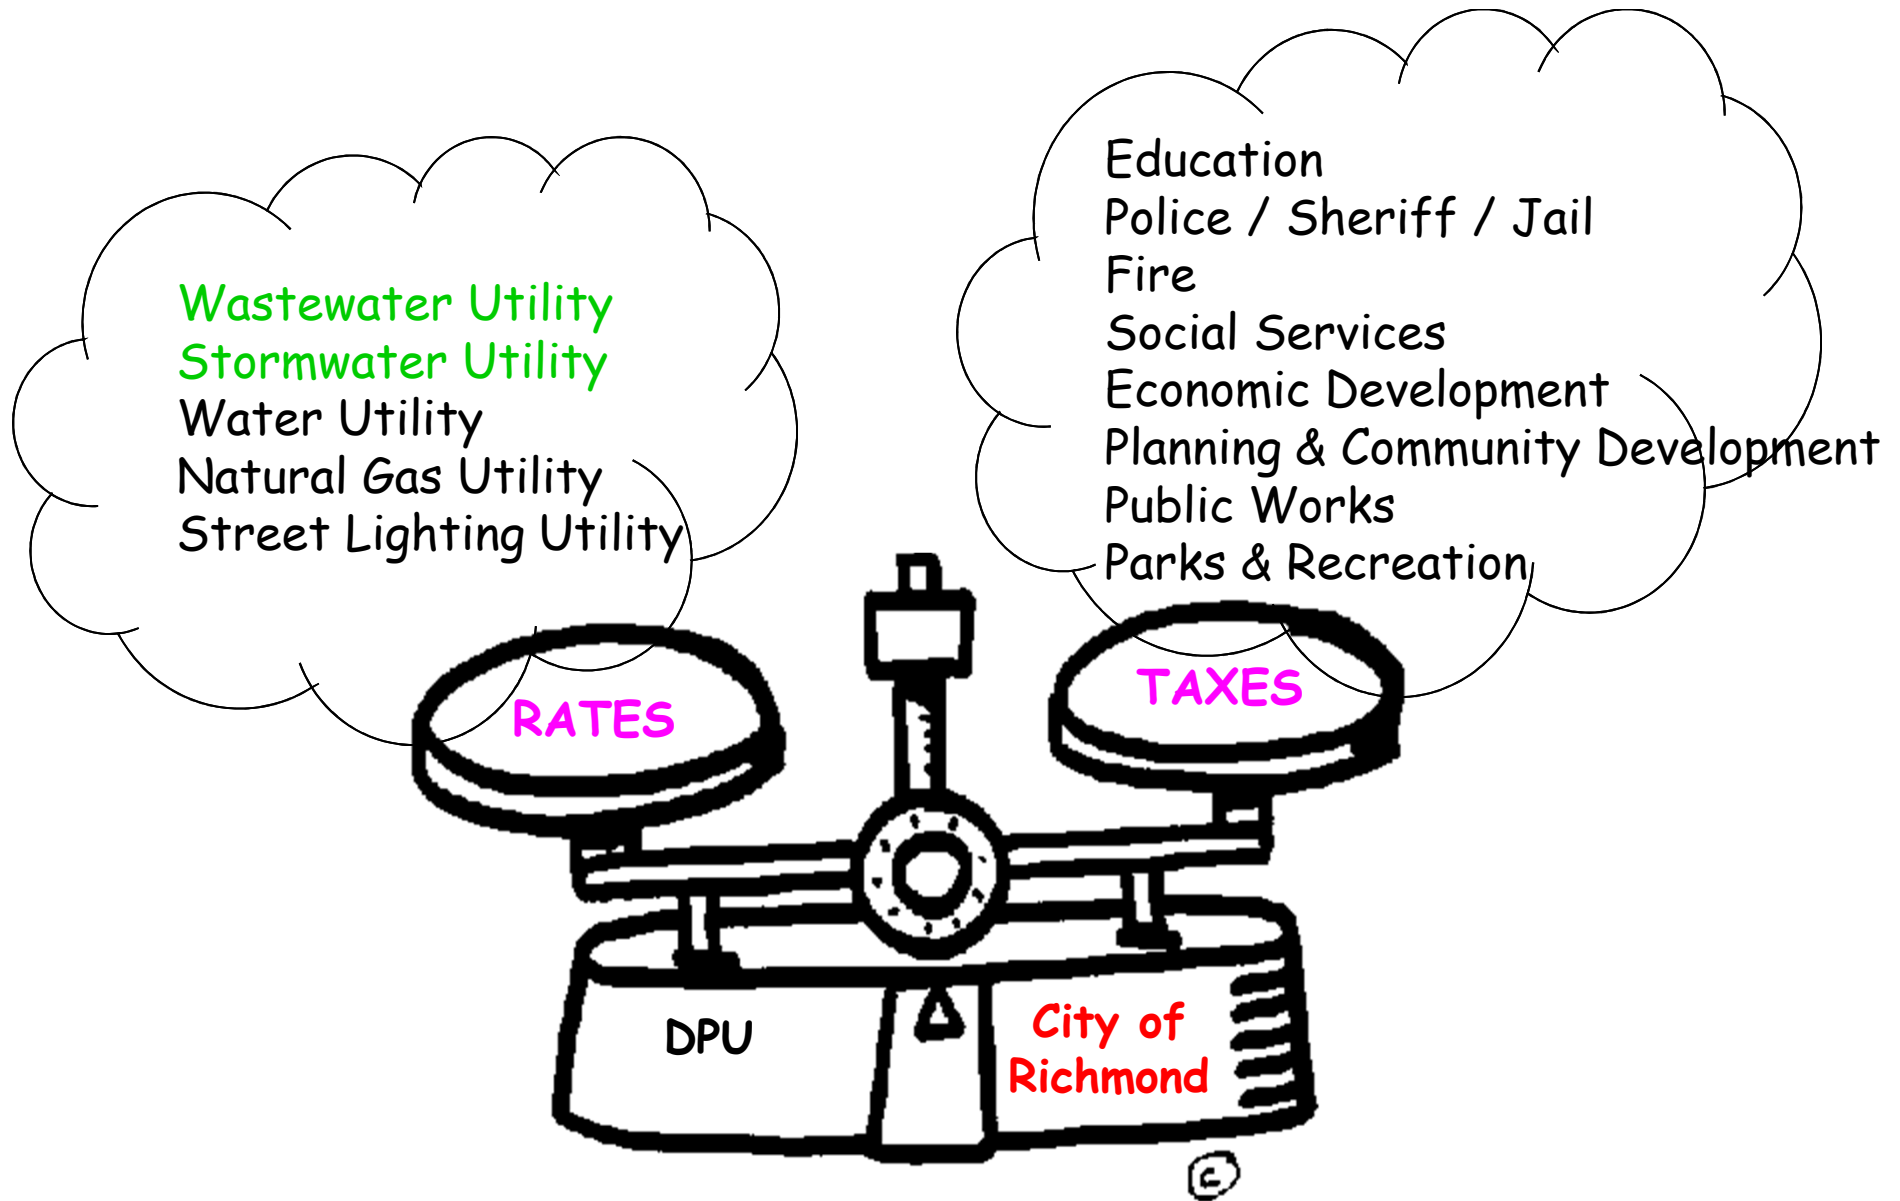 Wastewater Utility
Stormwater Utility
Water Utility
Natural Gas Utility
Street Lighting Utility
Education
Police / Sheriff / Jail
Fire
Social Services
Economic Development
Planning & Community Development
Public Works
Parks & Recreation
RATES
TAXES
DPU
City of
Richmond
©